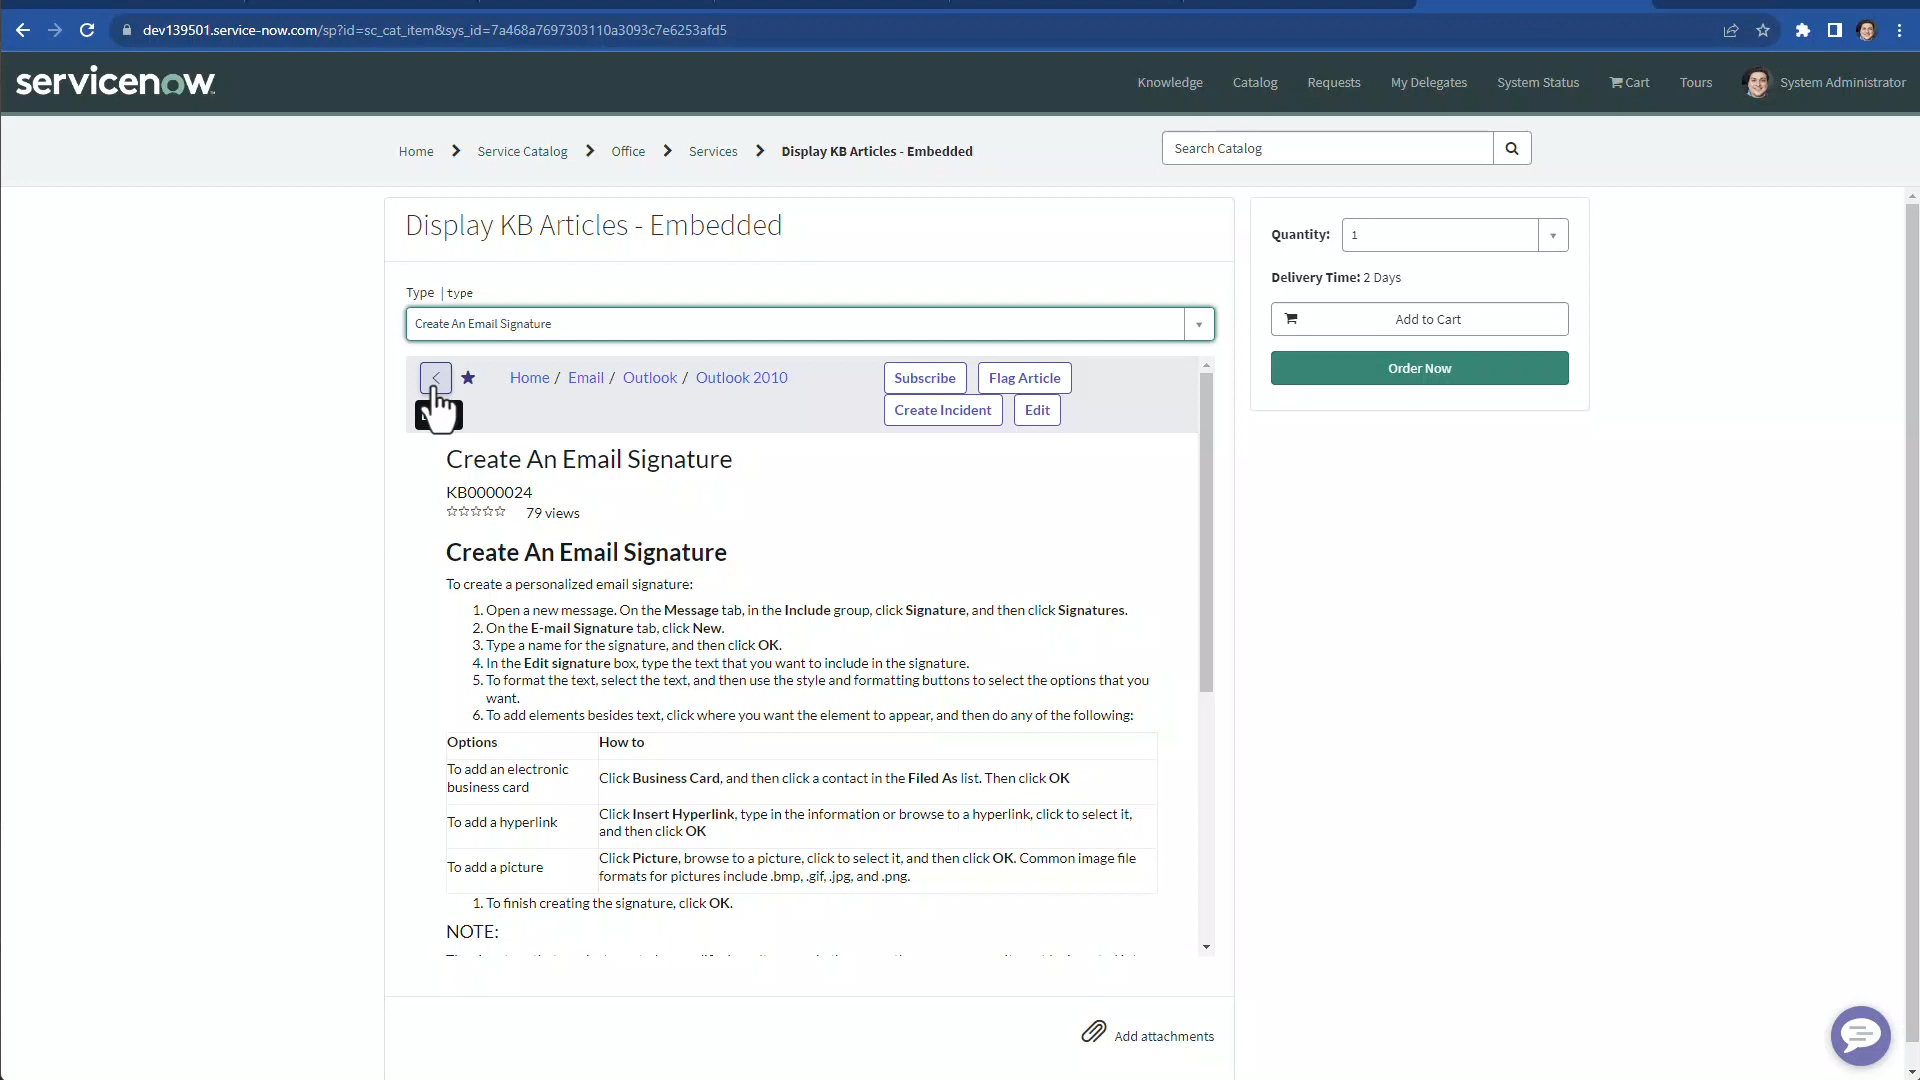 dev139501.service-now.com/sp?id=sc_cat_item&sys_id=7a468a7697303110a3093c7e6253afd5
servicenow
Knowledge
Catalog
Requests
My Delegates
System Status
Cart
Tours
System Administrator
Home
Service Catalog
Office
Services
Display KB Articles - Embedded
Search Catalog
Display KB Articles - Embedded
Type | type
Create An Email Signature
Home / Email / Outlook / Outlook 2010
Subscribe
Flag Article
Create Incident
Edit
Create An Email Signature
KB0000024
79 views
Create An Email Signature
To create a personalized email signature:
1. Open a new message. On the Message tab, in the Include group, click Signature, and then click Signatures.
2. On the E-mail Signature tab, click New.
3. Type a name for the signature, and then click OK.
4. In the Edit signature box, type the text that you want to include in the signature.
5. To format the text, select the text, and then use the style and formatting buttons to select the options that you
want.
6. To add elements besides text, click where you want the element to appear, and then do any of the following:
Options
How to
To add an electronic
business card
Click Business Card, and then click a contact in the Filed As list. Then click OK
To add a hyperlink
Click Insert Hyperlink, type in the information or browse to a hyperlink, click to select it,
and then click OK
To add a picture
Click Picture, browse to a picture, click to select it, and then click OK. Common image file
formats for pictures include .bmp, .gif, .jpg, and .png.
1. To finish creating the signature, click OK.
NOTE:
Add attachments
Quantity:
1
Delivery Time: 2 Days
Add to Cart
Order Now